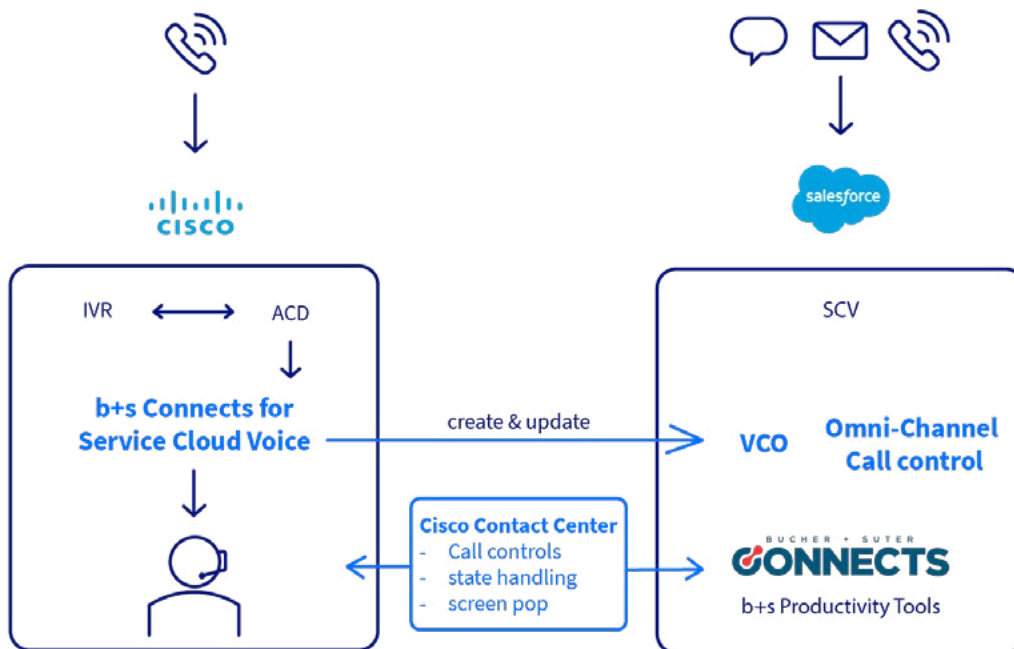 CISCO
salesforce
IVR
ACD
b+s Connects for
Service Cloud Voice
create & update
SCV
VCO
Omni-Channel
Call control
Cisco Contact Center
- Call controls
- state handling
- screen pop
BUCHER + SUTER
CONNECTS
b+s Productivity Tools